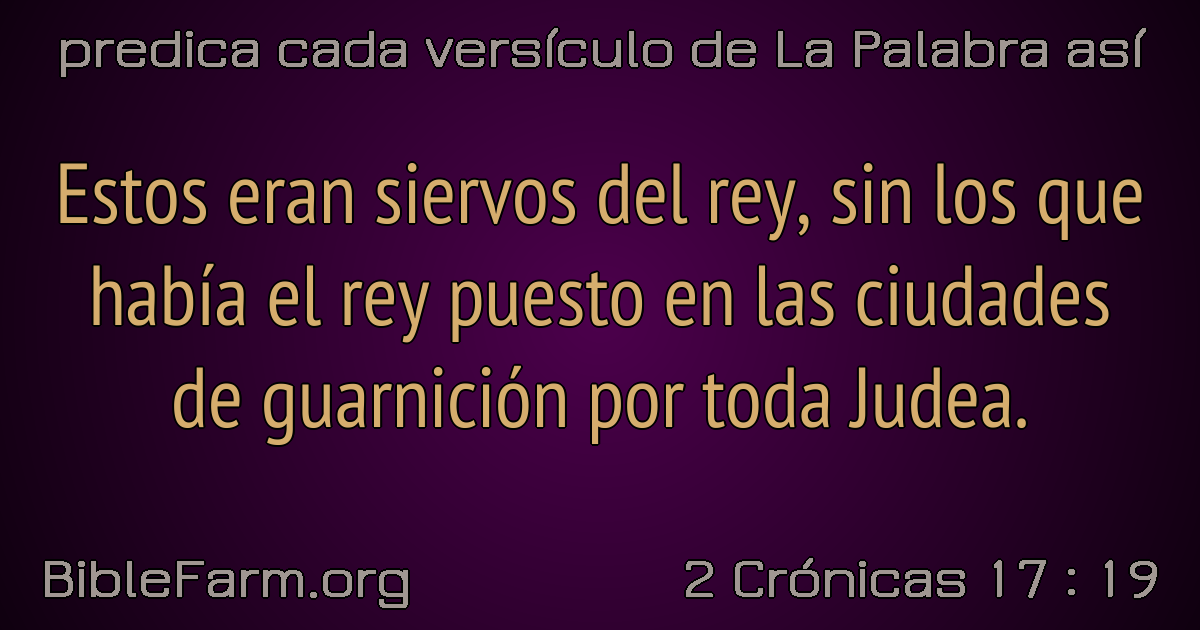 predica cada versículo de La Palabra así
Estos eran siervos del rey, sin los que
había el rey puesto en las ciudades
de guarnición por toda Judea.
BibleFarm.org
2 Crónicas 17 : 19